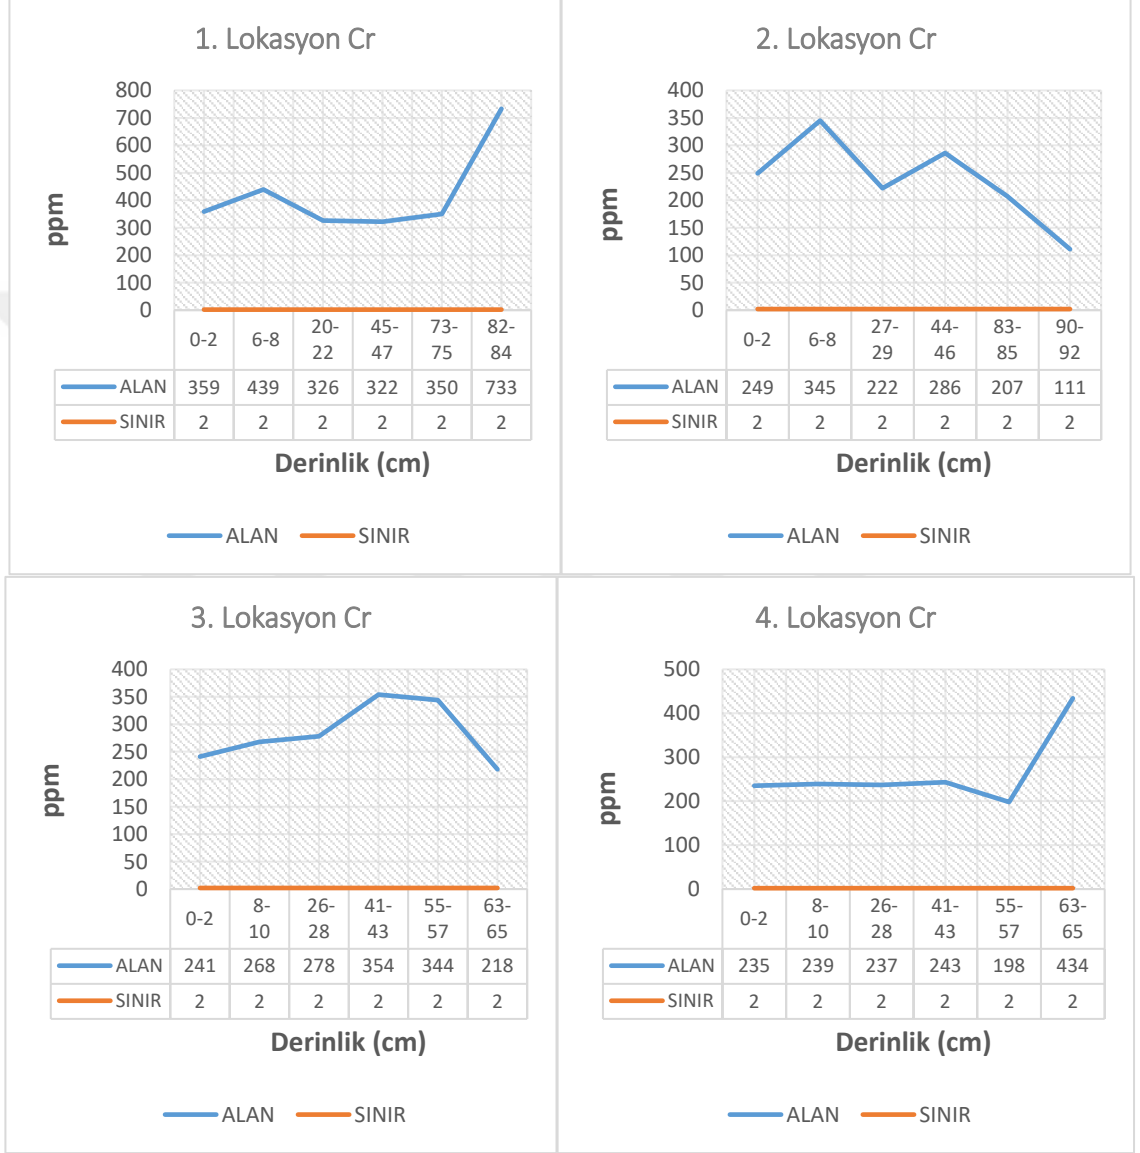 1. Lokasyon Cr
ppm
800
700
600
500
400
300
200
100
0
0-2 6-8 20-22 45-47 73-75 82-84
ALAN 359 439 326 322 350 733
SINIR 2 2 2 2 2 2
Derinlik (cm)
ALAN SINIR
2. Lokasyon Cr
ppm
400
350
300
250
200
150
100
50
0
0-2 6-8 27-29 44-46 83-85 90-92
ALAN 249 345 222 286 207 111
SINIR 2 2 2 2 2 2
Derinlik (cm)
ALAN SINIR
3. Lokasyon Cr
ppm
400
350
300
250
200
150
100
50
0
0-2 8-10 26-28 41-43 55-57 63-65
ALAN 241 268 278 354 344 218
SINIR 2 2 2 2 2 2
Derinlik (cm)
ALAN SINIR
4. Lokasyon Cr
ppm
500
400
300
200
100
0
0-2 8-10 26-28 41-43 55-57 63-65
ALAN 235 239 237 243 198 434
SINIR 2 2 2 2 2 2
Derinlik (cm)
ALAN SINIR